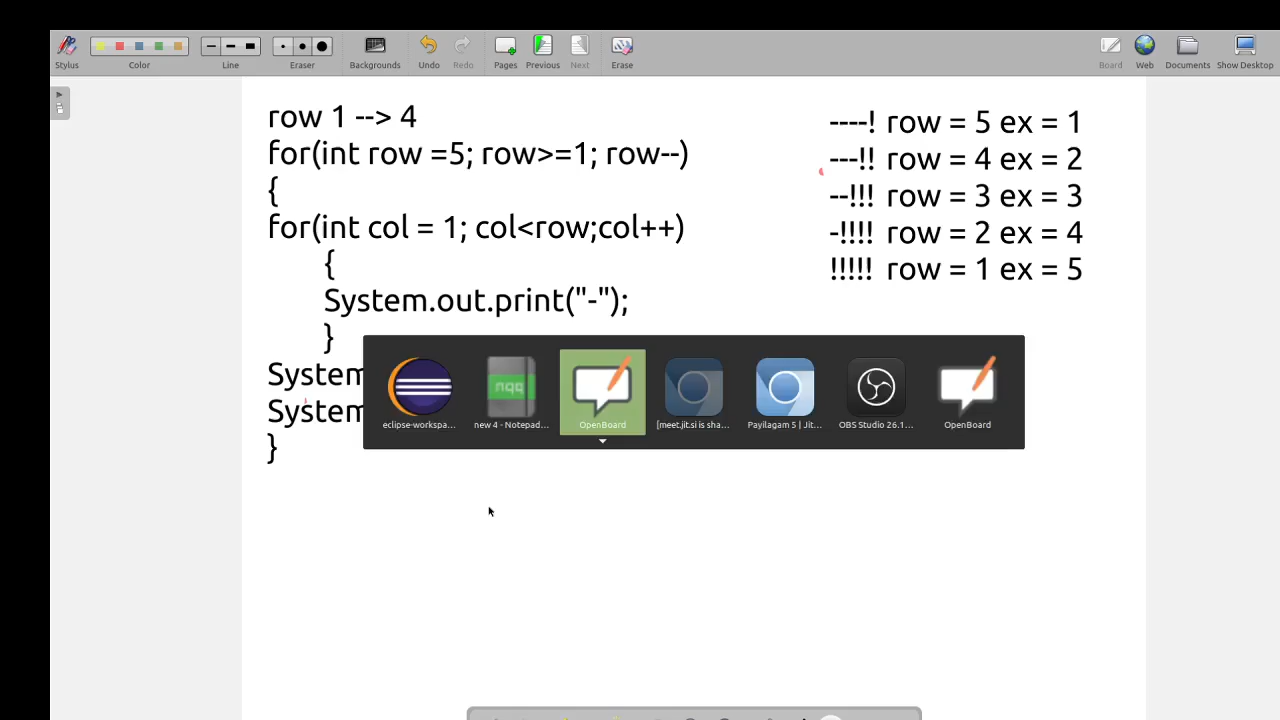 Stylus
Color
Line
Eraser
Backgrounds
Undo
Redo
Pages
Previous
Next
Erase
Board
Web
Documents
Show Desktop
row 1 --> 4
for(int row =5; row>=1; row--)
{
for(int col = 1; col<row;col++)
{
System.out.print("-");
}
System
System
}
----! row = 5 ex = 1
---!! row = 4 ex = 2
--!!! row = 3 ex = 3
-!!!! row = 2 ex = 4
!!!!! row = 1 ex = 5
nqq
eclipse-workspa...
new 4 - Notepad...
OpenBoard
[meet.jit.si is sha...
Payilagam 5 | Jit...
OBS Studio 26.1...
OpenBoard